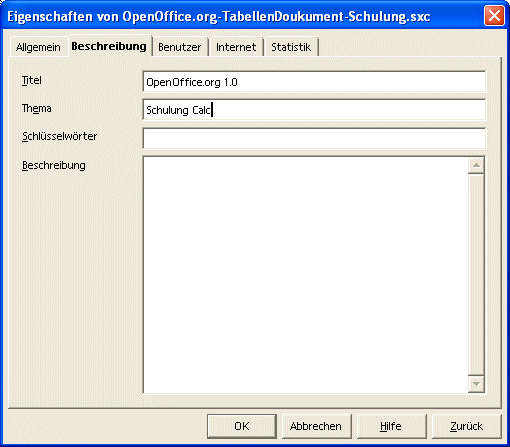 Eigenschaften von OpenOffice.org-TabellenDoukument-Schulung.sxc
Allgemein Beschreibung Benutzer Internet Statistik
Titel OpenOffice.org 1.0
Thema Schulung Calc
Schlüsselwörter
Beschreibung
OK Abbrechen Hilfe Zurück